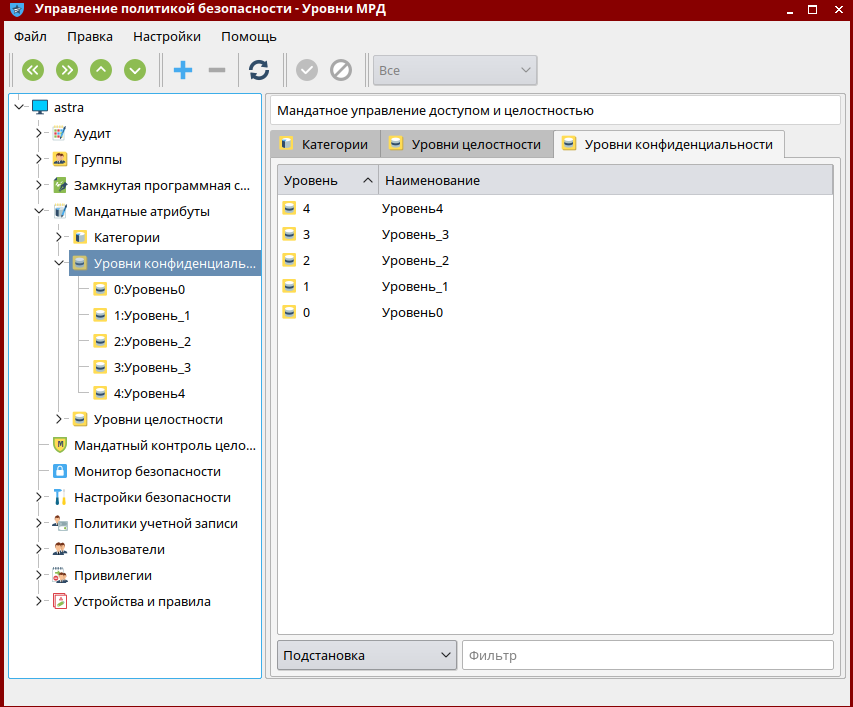 Управление политикой безопасности - Уровни МРД
Файл Правка Настройки Помощь
Все
astra
Аудит
Группы
Замкнутая программная с...
Мандатные атрибуты
Категории
Уровни конфиденциаль...
0:Уровень0
1:Уровень_1
2:Уровень_2
3:Уровень_3
4:Уровень4
Уровни целостности
Мандатный контроль цело...
Монитор безопасности
Настройки безопасности
Политики учетной записи
Пользователи
Привилегии
Устройства и правила
Мандатное управление доступом и целостностью
Категории Уровни целостности Уровни конфиденциальности
Уровень Наименование
4 Уровень4
3 Уровень_3
2 Уровень_2
1 Уровень_1
0 Уровень0
Подстановка Фильтр